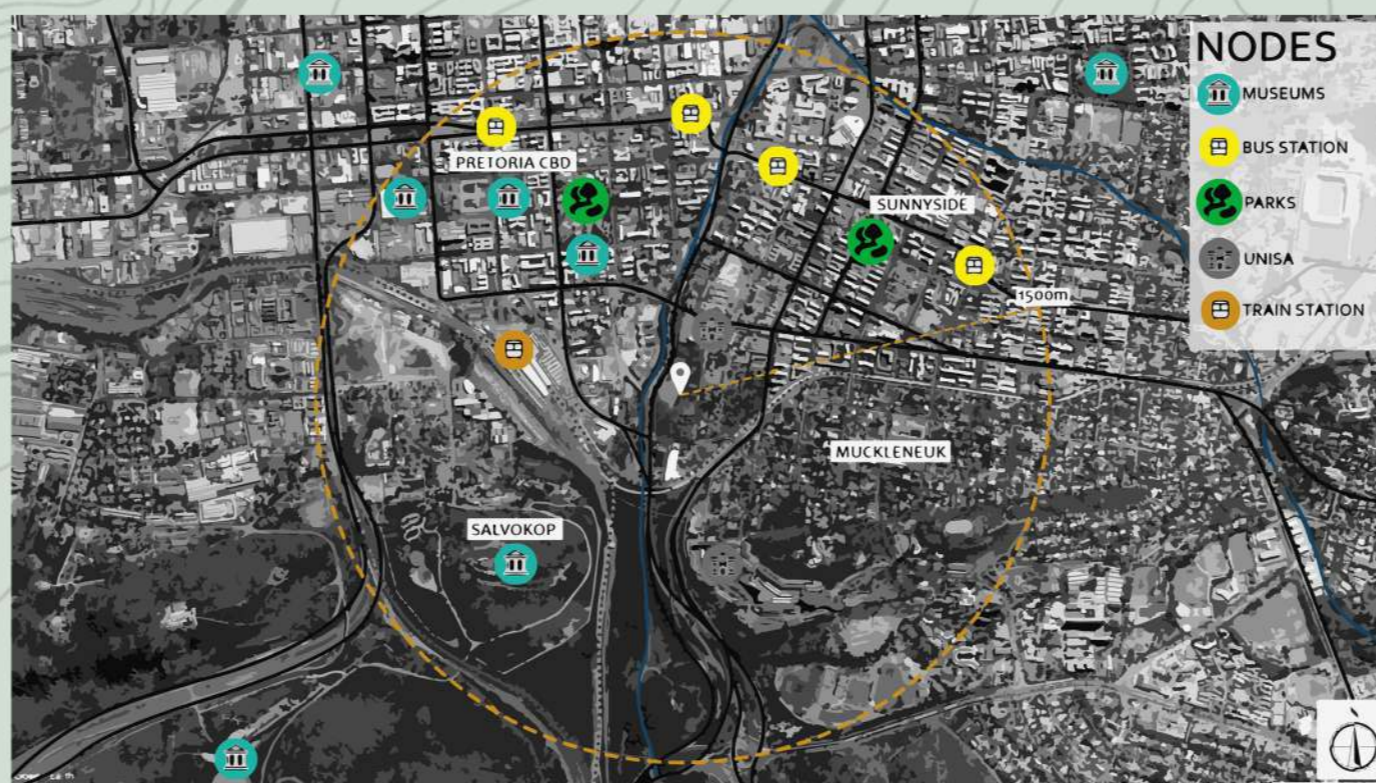 NODES
MUSEUMS
BUS STATION
PARKS
UNISA
TRAIN STATION
PRETORIA CBD
SUNNYSIDE
1500m
MUCKLENEUK
SALVOKOP